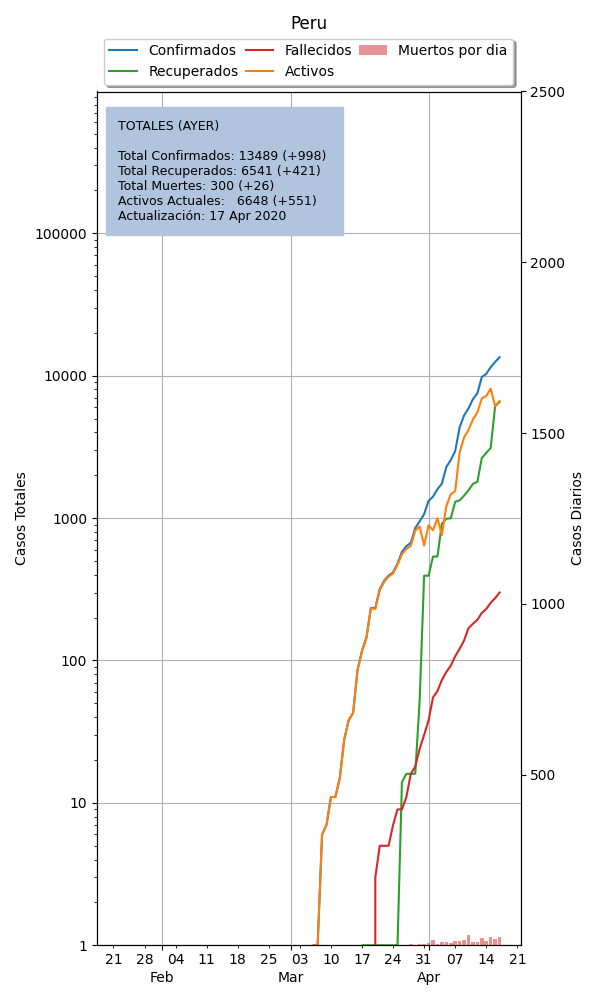 Peru
Confirmados
Recuperados
Fallecidos
Activos
Muertos por dia
TOTALES (AYER)
Total Confirmados: 13489 (+998)
Total Recuperados: 6541 (+421)
Total Muertes: 300 (+26)
Activos Actuales:   6648 (+551)
Actualización: 17 Apr 2020
100000
10000
1000
100
10
1
Casos Totales
2500
2000
1500
1000
500
Casos Diarios
21 28 04 11 18 25 03 10 17 24 31 07 14 21
Feb Mar Apr